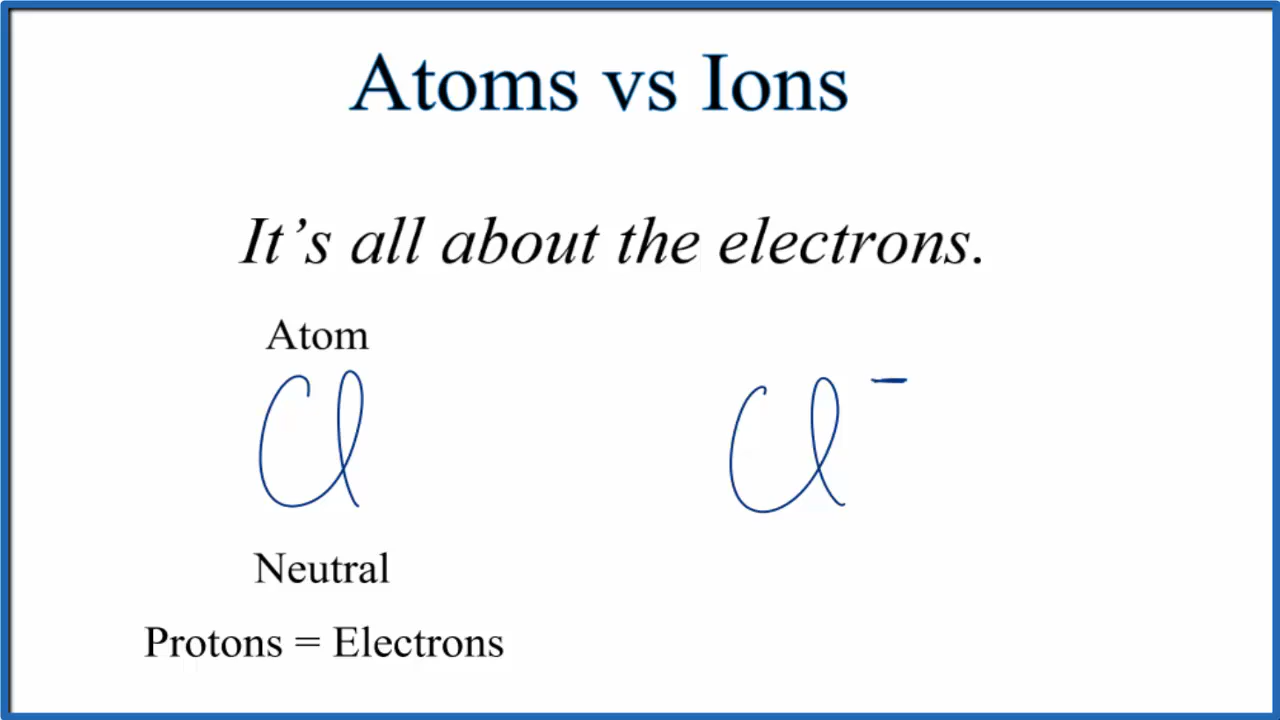 Atoms vs Ions
It's all about the electrons.
Atom
Cl Cl⁻
Neutral
Protons = Electrons